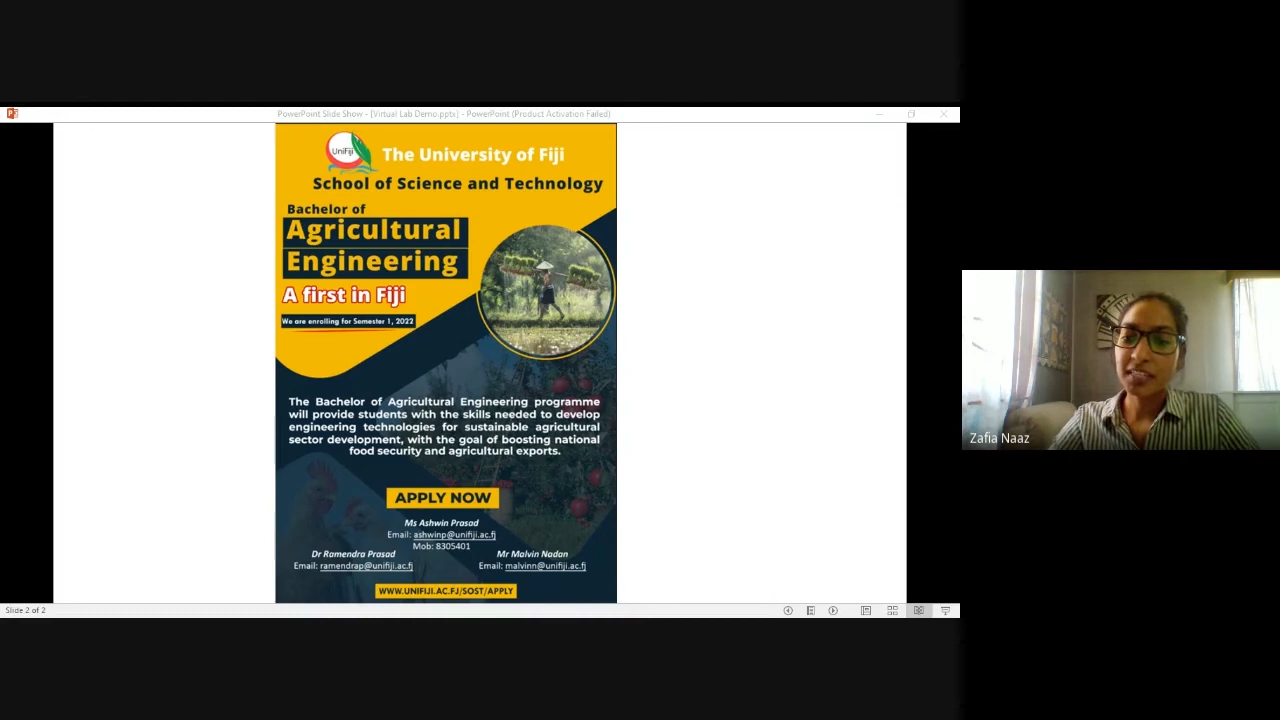 PowerPoint Slide Show - [Virtual Lab Demo.pptx] - PowerPoint (Product Activation Failed)
UniFiji
The University of Fiji
School of Science and Technology
Bachelor of
Agricultural
Engineering
A first in Fiji
We are enrolling for Semester 1, 2022
The Bachelor of Agricultural Engineering programme
will provide students with the skills needed to develop
engineering technologies for sustainable agricultural
sector development, with the goal of boosting national
food security and agricultural exports.
APPLY NOW
Ms Ashwin Prasad
Email: ashwinp@unifiji.ac.fj
Mob: 8305401
Dr Ramendra Prasad
Email: ramendrap@unifiji.ac.fj
Mr Malvin Nadan
Email: malvinn@unifiji.ac.fj
WWW.UNIFIJI.AC.FJ/SOST/APPLY
Slide 2 of 2
Zafia Naaz